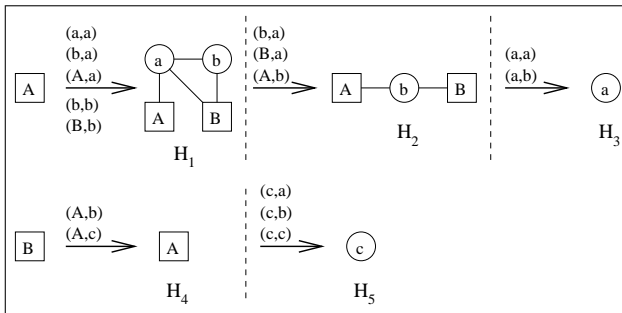 (a,a)
(b,a)
(A,a)
(b,b)
(B,b)
A
a b
A B
H1
(b,a)
(B,a)
(A,b)
A b B
H2
(a,a)
(a,b)
a
H3
(A,b)
(A,c)
B
A
H4
(c,a)
(c,b)
(c,c)
c
H5